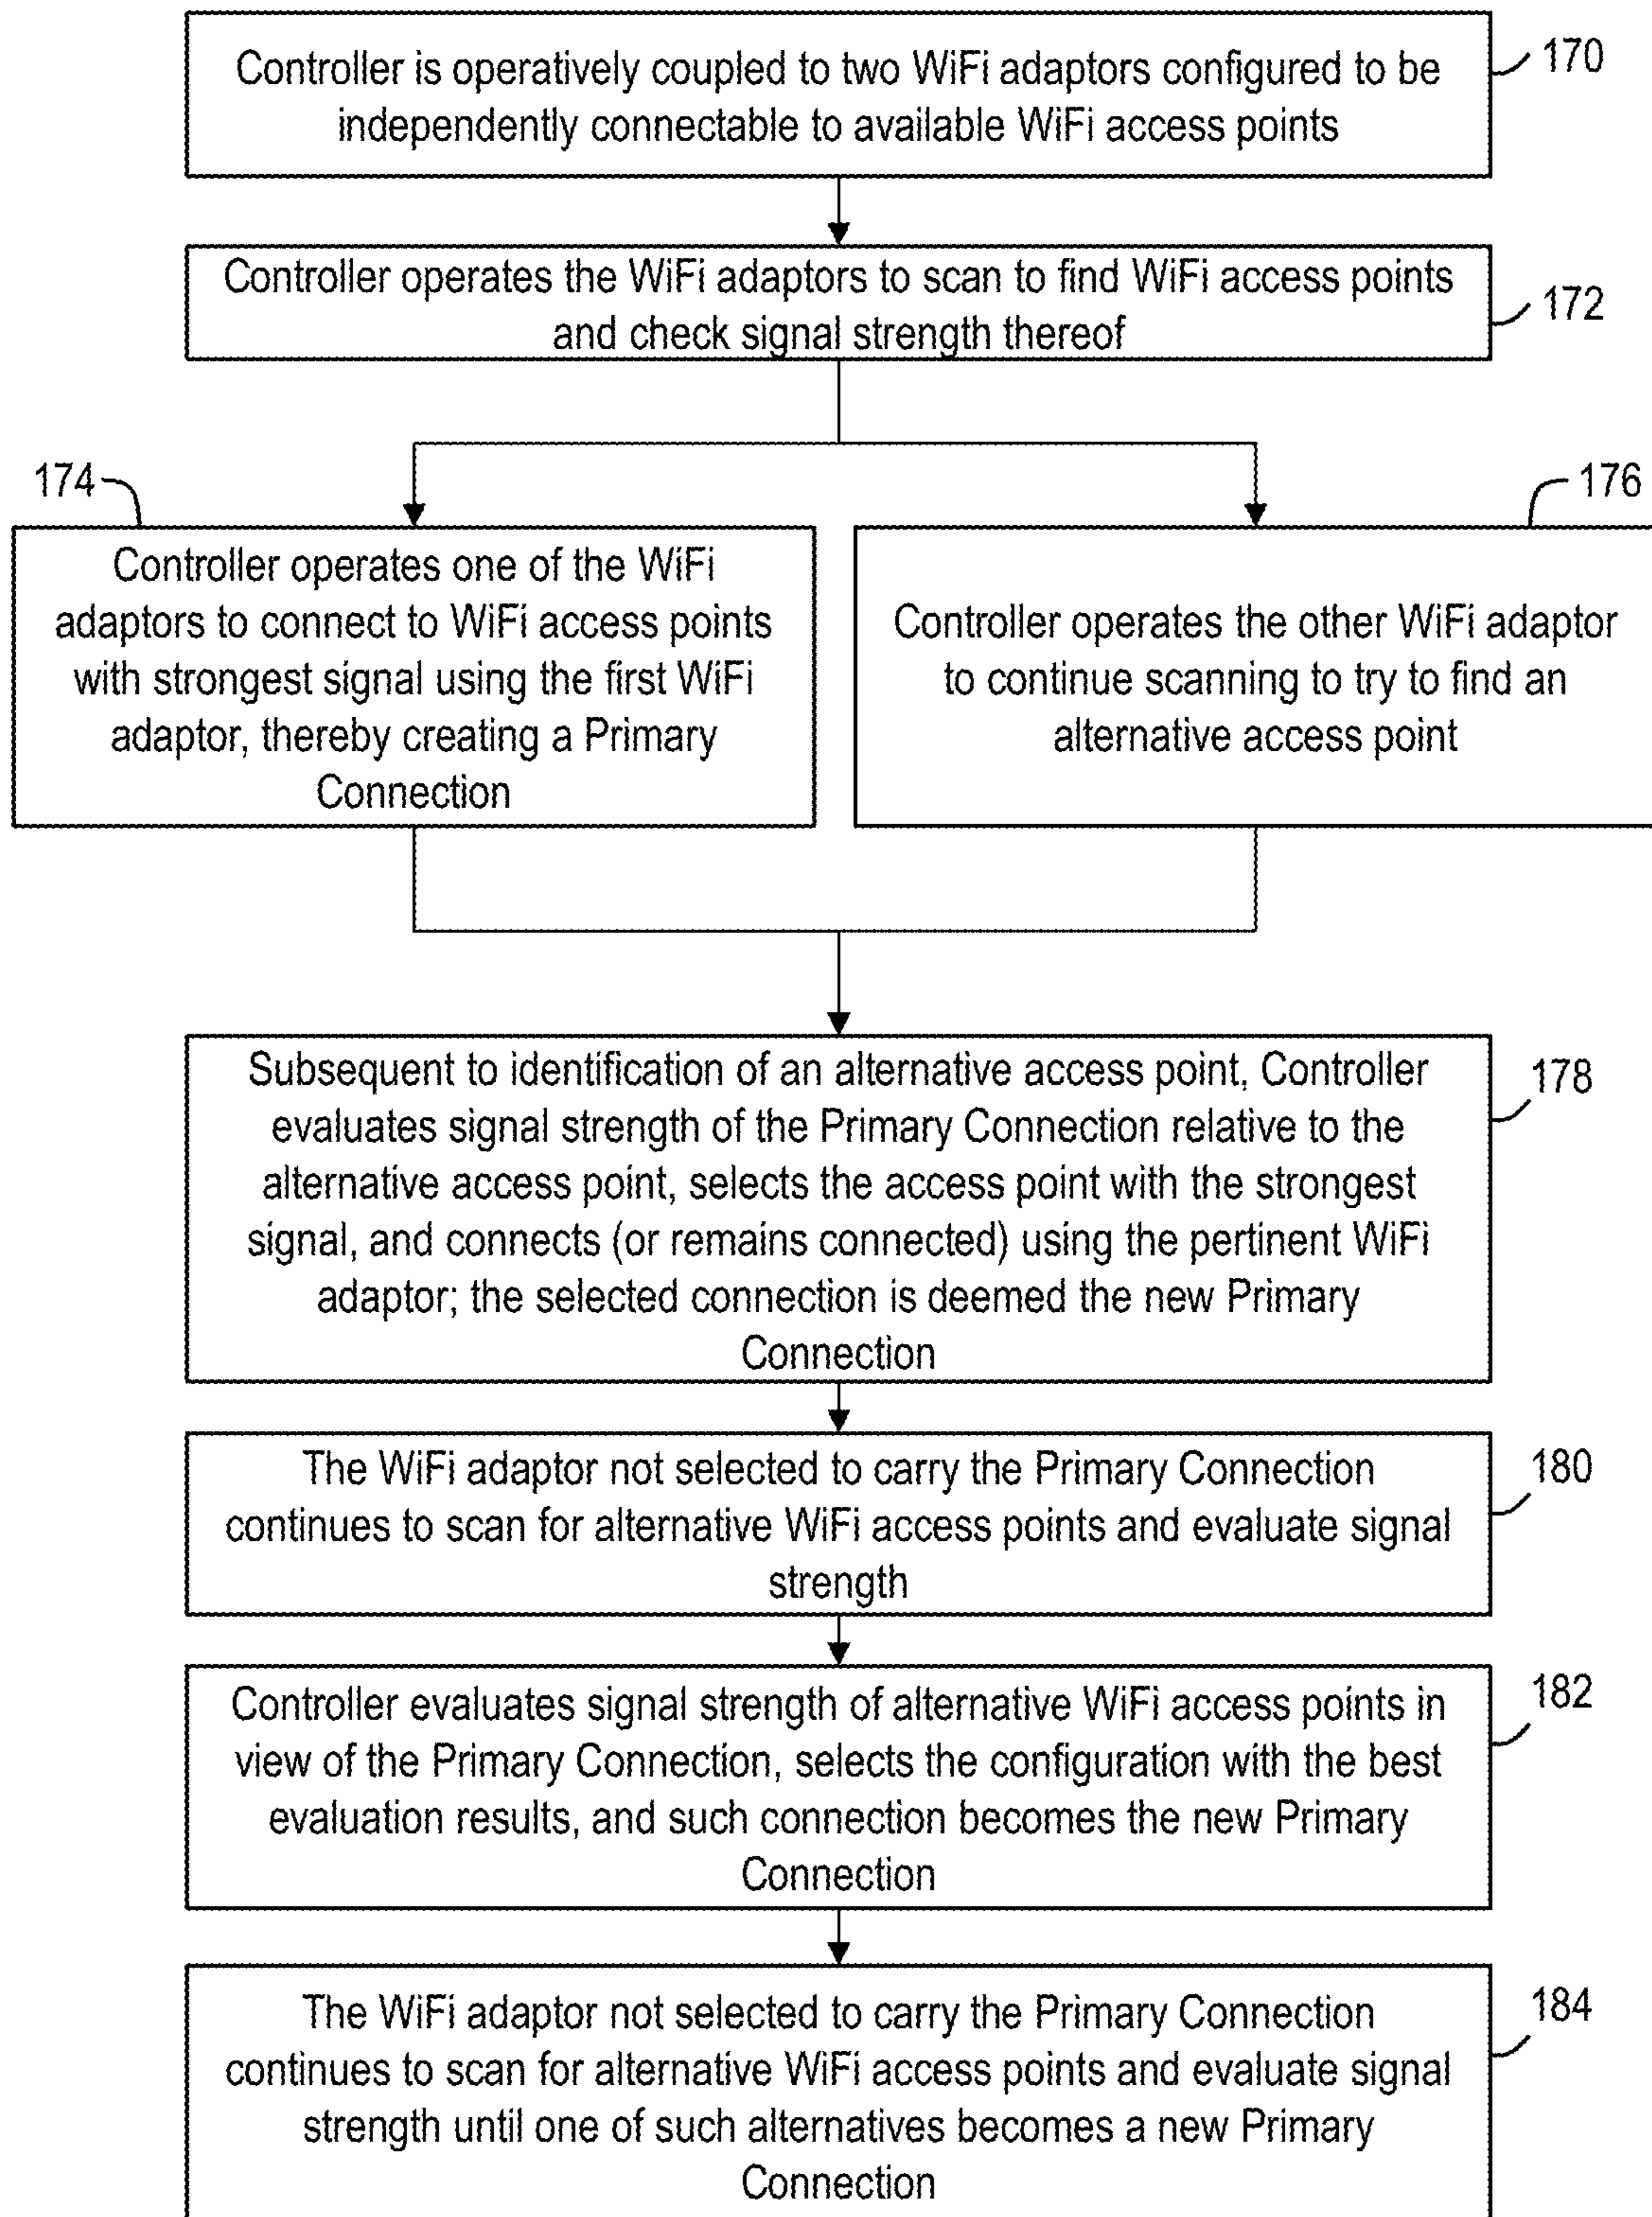 Controller is operatively coupled to two WiFi adaptors configured to be
independently connectable to available WiFi access points
170
Controller operates the WiFi adaptors to scan to find WiFi access points
and check signal strength thereof
172
174
Controller operates one of the WiFi
adaptors to connect to WiFi access points
with strongest signal using the first WiFi
adaptor, thereby creating a Primary
Connection
176
Controller operates the other WiFi adaptor
to continue scanning to try to find an
alternative access point
Subsequent to identification of an alternative access point, Controller
evaluates signal strength of the Primary Connection relative to the
alternative access point, selects the access point with the strongest
signal, and connects (or remains connected) using the pertinent WiFi
adaptor; the selected connection is deemed the new Primary
Connection
178
The WiFi adaptor not selected to carry the Primary Connection
continues to scan for alternative WiFi access points and evaluate signal
strength
180
Controller evaluates signal strength of alternative WiFi access points in
view of the Primary Connection, selects the configuration with the best
evaluation results, and such connection becomes the new Primary
Connection
182
The WiFi adaptor not selected to carry the Primary Connection
continues to scan for alternative WiFi access points and evaluate signal
strength until one of such alternatives becomes a new Primary
Connection
184